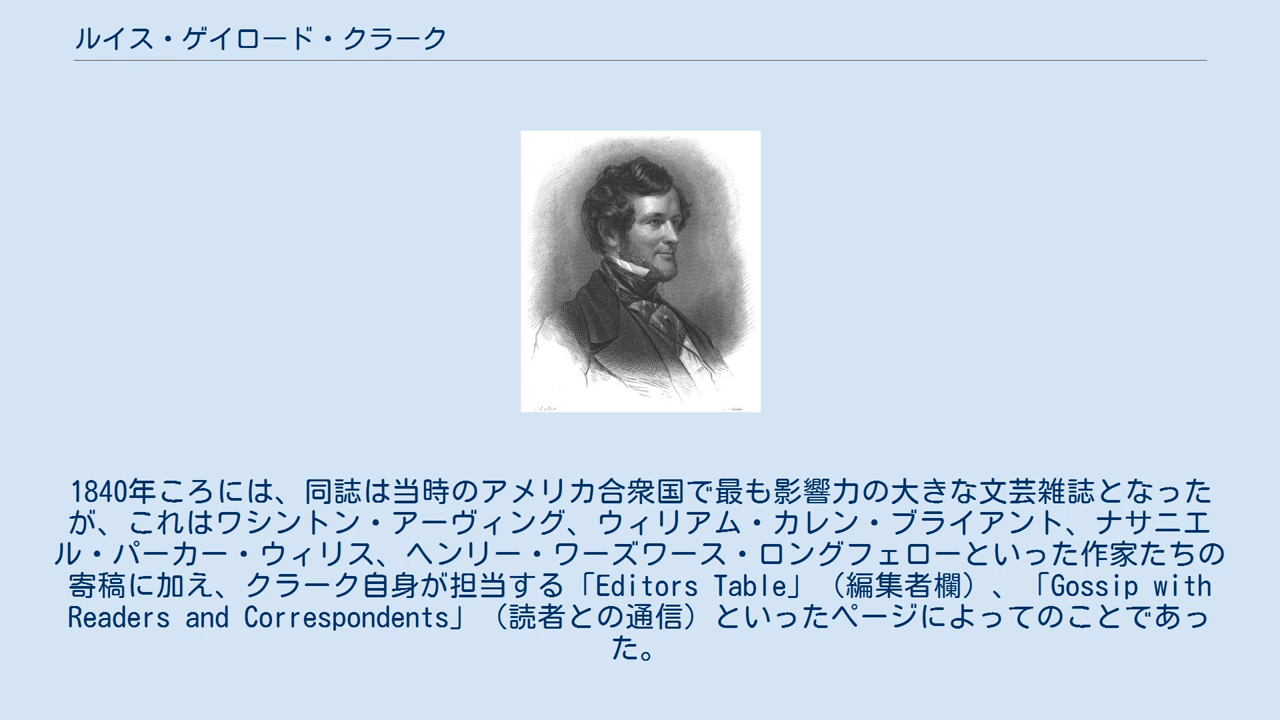 ルイス・ゲイロード・クラーク
1840年ころには、同誌は当時のアメリカ合衆国で最も影響力の大きな文芸雑誌となった
が、これはワシントン・アーヴィング、ウィリアム・カレン・ブライアント、ナサニエ
ル・パーカー・ウィリス、ヘンリー・ワーズワース・ロングフェローといった作家たちの
寄稿に加え、クラーク自身が担当する「Editors Table」（編集者欄）、「Gossip with
Readers and Correspondents」（読者との通信）といったページによってのことであっ
た。